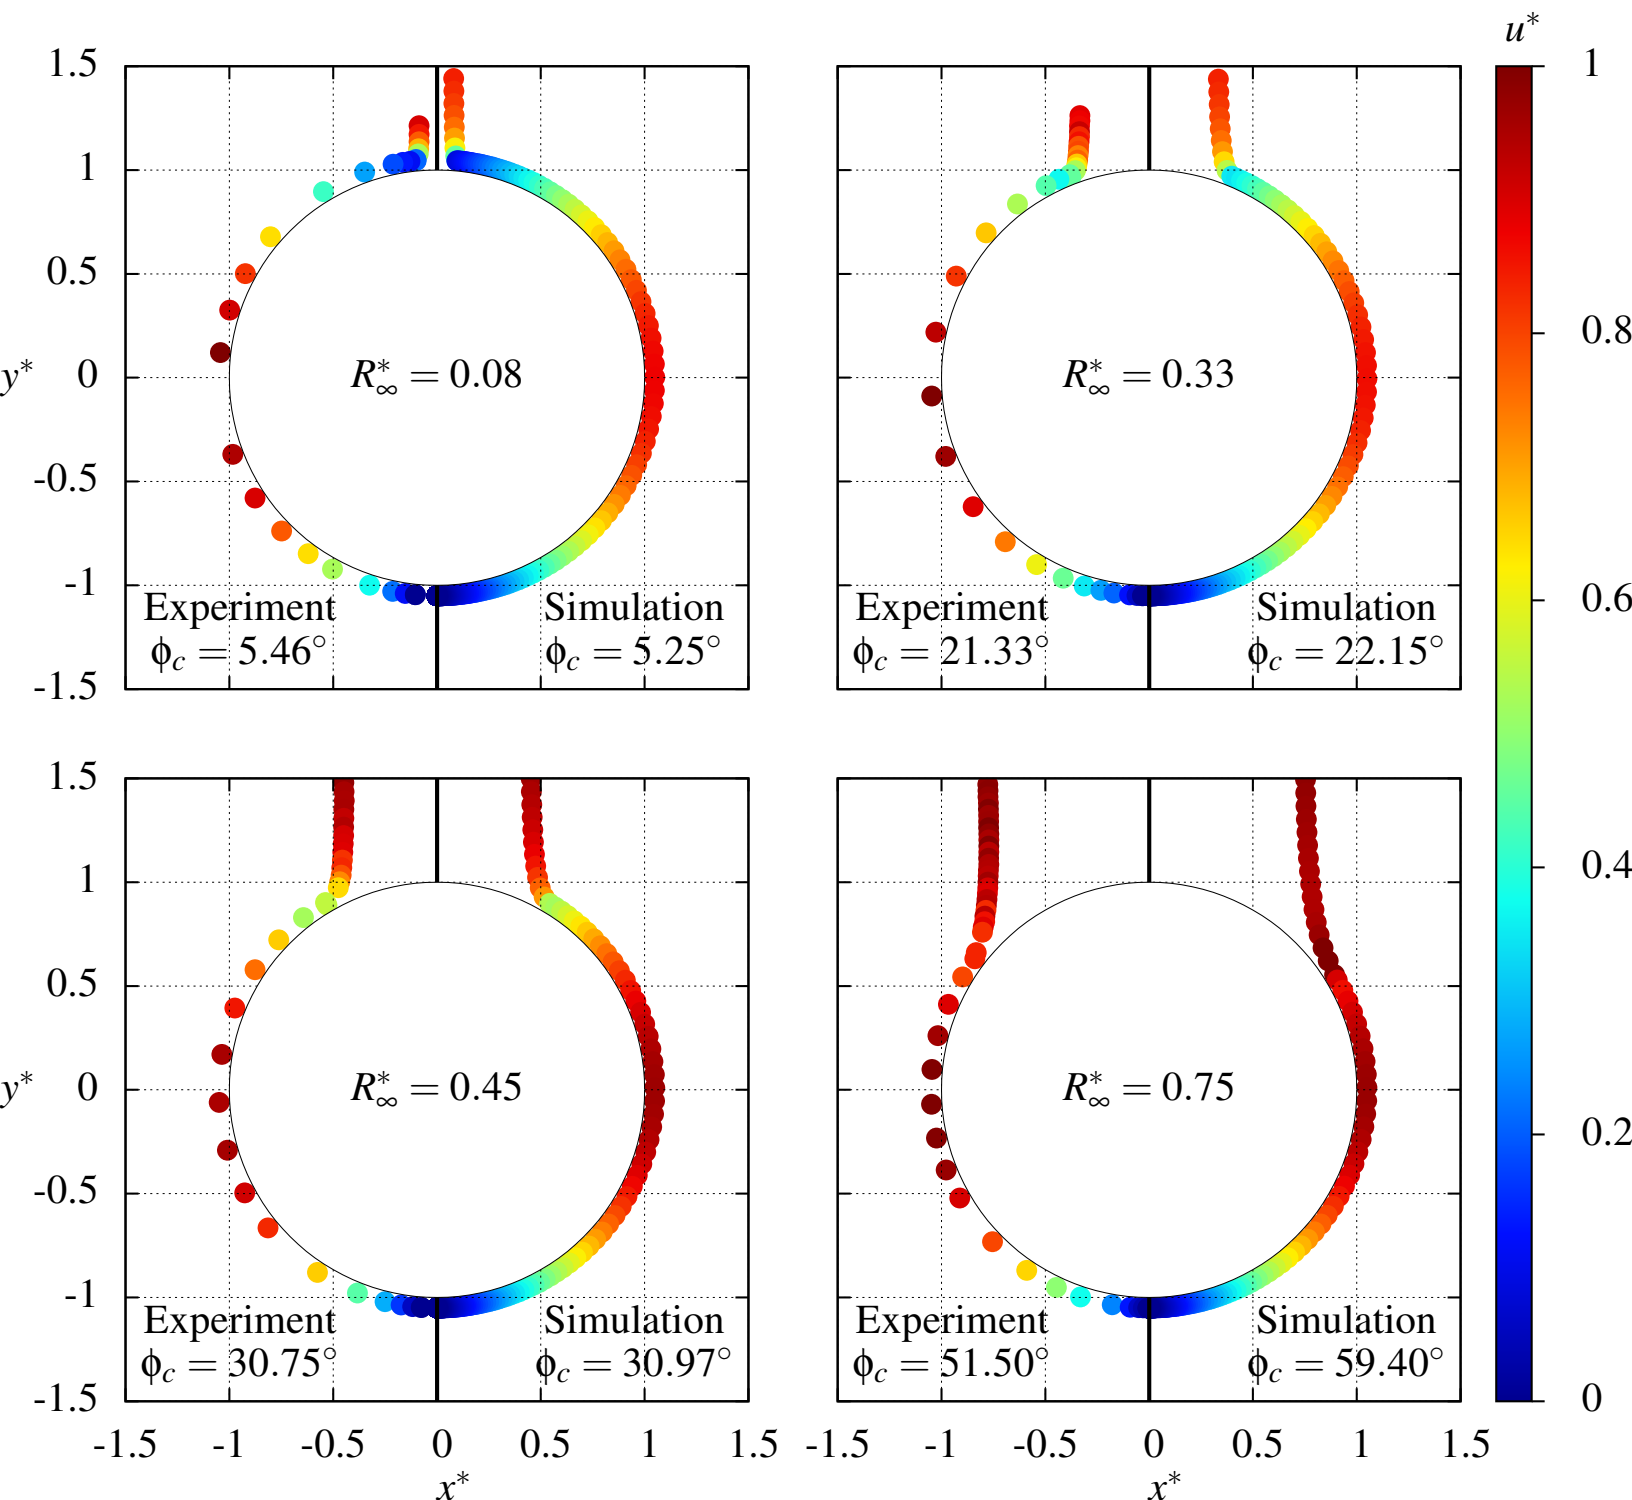 u*
1.5
1
0.5
y* 0
-0.5
-1
-1.5
R*∞ = 0.08
Experiment
ϕc = 5.46°
Simulation
ϕc = 5.25°
R*∞ = 0.33
Experiment
ϕc = 21.33°
Simulation
ϕc = 22.15°
1
0.8
0.6
0.4
0.2
0
1.5
1
0.5
y* 0
-0.5
-1
-1.5
R*∞ = 0.45
Experiment
ϕc = 30.75°
Simulation
ϕc = 30.97°
R*∞ = 0.75
Experiment
ϕc = 51.50°
Simulation
ϕc = 59.40°
-1.5 -1 -0.5 0 0.5 1 1.5
x*
-1.5 -1 -0.5 0 0.5 1 1.5
x*